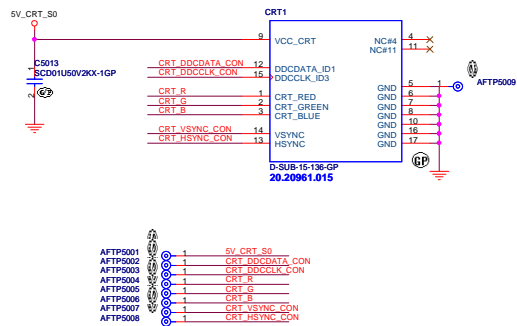 5V_CRT_S0
CRT1
9 VCC_CRT NC#4 4
NC#11 11
C5013
SCD01U50V2KX-1GP
1
2
CRT_DDCDATA_CON 12 DDCDATA_ID1
CRT_DDCCLK_CON 15 DDCCLK_ID3
CRT_R 1 CRT_RED
CRT_G 2 CRT_GREEN
CRT_B 3 CRT_BLUE
CRT_VSYNC_CON 14 VSYNC
CRT_HSYNC_CON 13 HSYNC
GND 5 1 AFTP5009
GND 6
GND 7
GND 8
GND 10
GND 16
GND 17
GP
D-SUB-15-136-GP
20.20961.015
AFTP5001 1 5V_CRT_S0
AFTP5002 1 CRT_DDCDATA_CON
AFTP5003 1 CRT_DDCCLK_CON
AFTP5004 1 CRT_R
AFTP5005 1 CRT_G
AFTP5006 1 CRT_B
AFTP5007 1 CRT_VSYNC_CON
AFTP5008 1 CRT_HSYNC_CON